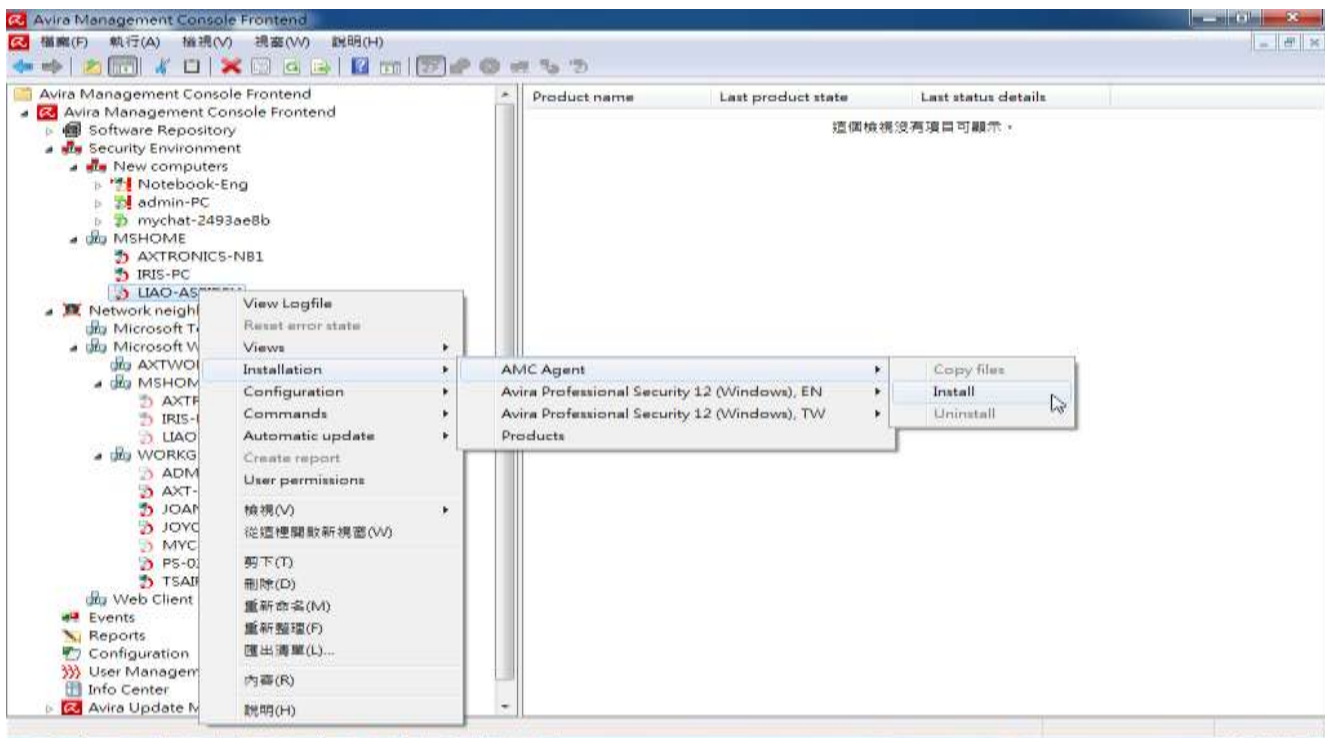 Avira Management Console Frontend
檔案(F) 執行(A) 檢視(V) 視窗(W) 說明(H)
Avira Management Console Frontend
Avira Management Console Frontend
Software Repository
Security Environment
New computers
Notebook-Eng
admin-PC
mychat-2493ae8b
MSHOME
AXTRONICS-NB1
IRIS-PC
Network neigh
Microsoft T
Microsoft W
AXTWO
MSHOM
IRIS-
LIAO
WORKG
ADM
AXT-
MYC
Web Client
Events
Reports
Configuration
User Managem
Info Center
Avira Update M
Product name Last product state Last status details
這個檢視沒有項目可顯示。
View Logfile
Reset error state
Views
Installation
Configuration
Commands
Automatic update
Create report
User permissions
檢視(V)
從這裡開啟新視窗(W)
剪下(T)
刪除(D)
重新命名(M)
重新整理(F)
匯出清單(L)...
內容(R)
說明(H)
AMC Agent
Avira Professional Security 12 (Windows), EN
Avira Professional Security 12 (Windows), TW
Products
Copy files
Install
Uninstall